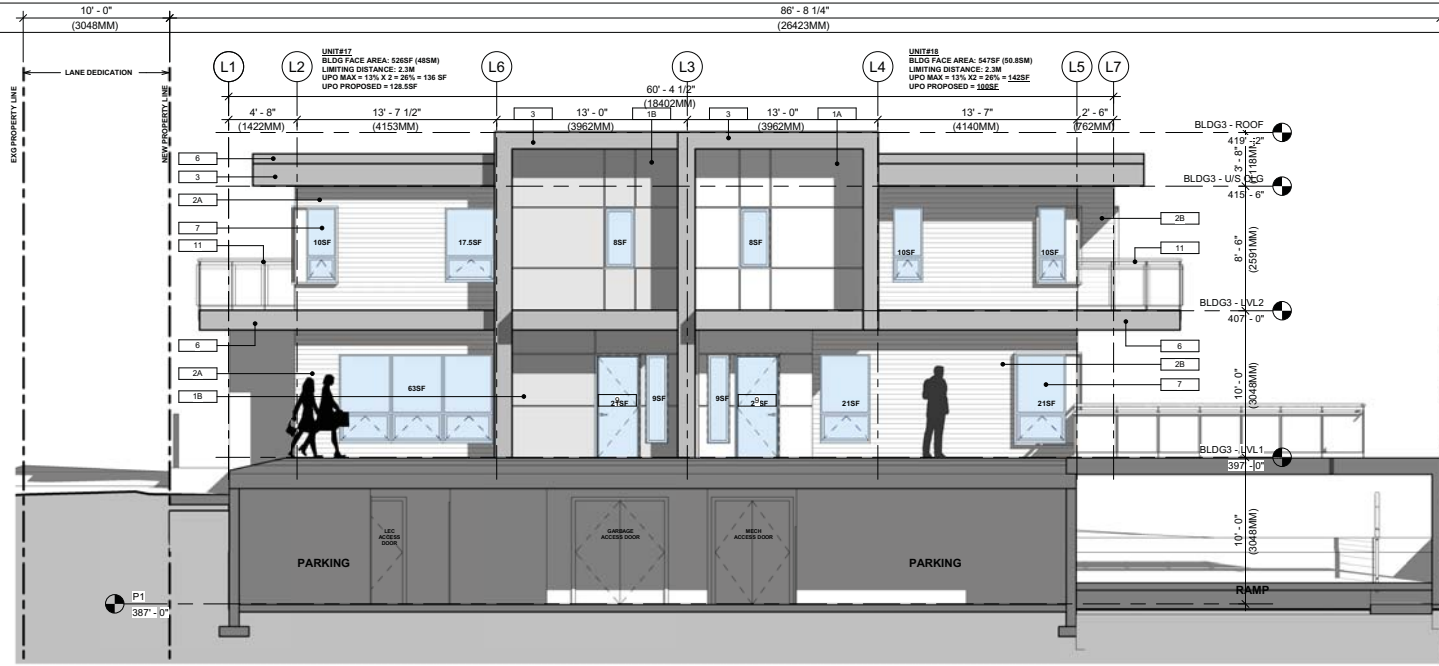 10' - 0"
(3048MM)
86' - 8 1/4"
(26423MM)
LANE DEDICATION
EXG PROPERTY LINE
NEW PROPERTY LINE
L1
L2
L6
L3
L4
L5
L7
UNIT#17
BLDG FACE AREA: 526SF (48SM)
LIMITING DISTANCE: 2.3M
UPO MAX = 13% X 2 = 26% = 136 SF
UPO PROPOSED = 128.5SF
UNIT#18
BLDG FACE AREA: 547SF (50.8SM)
LIMITING DISTANCE: 2.3M
UPO MAX = 13% X2 = 26% = 142SF
UPO PROPOSED = 100SF
60' - 4 1/2"
(18402MM)
4' - 8"
(1422MM)
13' - 7 1/2"
(4153MM)
3
13' - 0"
(3962MM)
1B
3
13' - 0"
(3962MM)
1A
13' - 7"
(4140MM)
2' - 6"
(762MM)
BLDG3 - ROOF
419' - 2"
3' - 8"
(1118MM)
BLDG3 - U/S CLG
415' - 6"
8' - 6"
(2591MM)
BLDG3 - LVL2
407' - 0"
10' - 0"
(3048MM)
BLDG3 - LVL1
397' - 0"
10' - 0"
(3048MM)
6
3
2A
7
11
6
2A
1B
2B
11
6
2B
7
10SF
17.5SF
8SF
8SF
10SF
10SF
63SF
21SF
9
9SF
9SF
9
21SF
21SF
LEC
ACCESS
DOOR
GARBAGE
ACCESS DOOR
MECH
ACCESS DOOR
PARKING
PARKING
RAMP
P1
387' - 0"